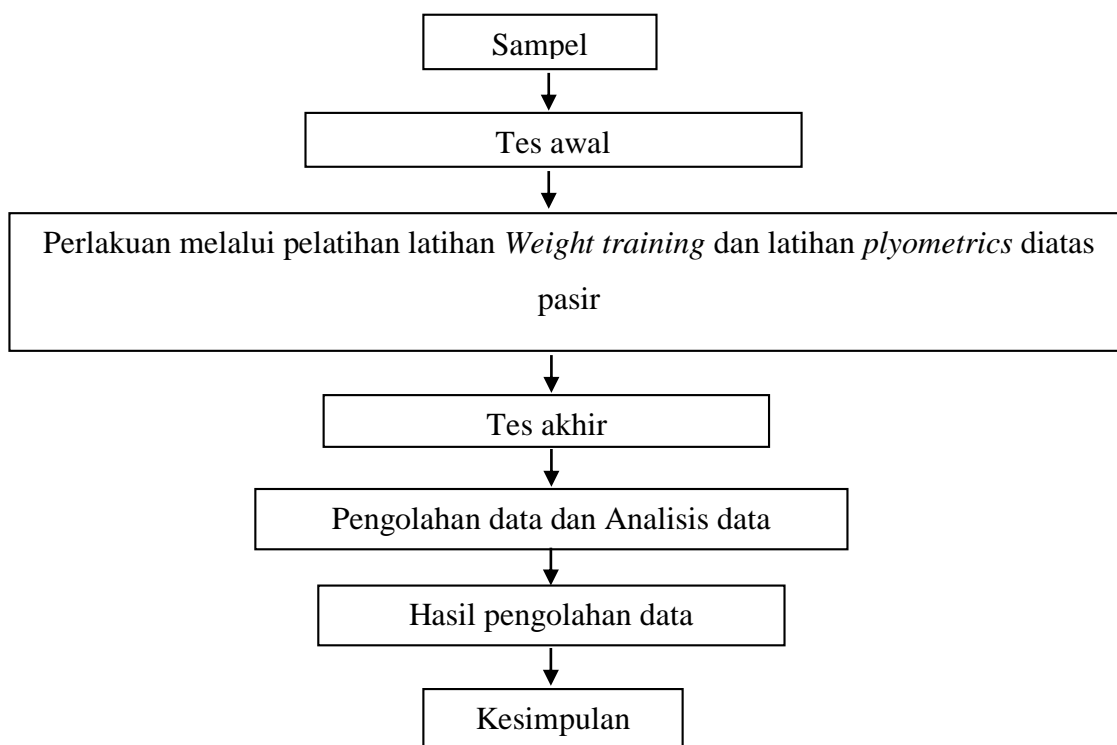 Sampel
Tes awal
Perlakuan melalui pelatihan latihan Weight training dan latihan plyometrics diatas
pasir
Tes akhir
Pengolahan data dan Analisis data
Hasil pengolahan data
Kesimpulan